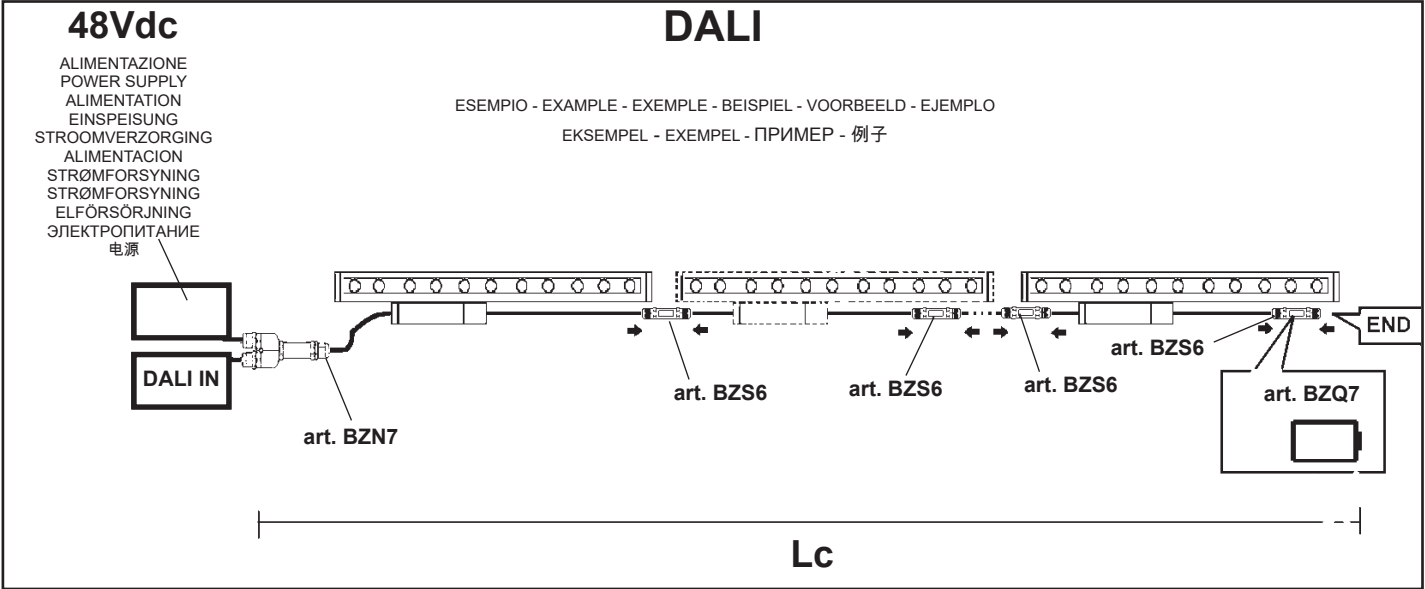 48Vdc
DALI
ALIMENTAZIONE
POWER SUPPLY
ALIMENTATION
EINSPEISUNG
STROOMVERZORGING
ALIMENTACION
STRØMFORSYNING
STRØMFORSYNING
ELFÖRSÖRJNING
ЭЛЕКТРОПИТАНИЕ
电源
ESEMPIO - EXAMPLE - EXEMPLE - BEISPIEL - VOORBEELD - EJEMPLO
EKSEMPEL - EXEMPEL - ПРИМЕР - 例子
DALI IN
END
art. BZN7
art. BZS6
art. BZS6
art. BZS6
art. BZS6
art. BZQ7
Lc